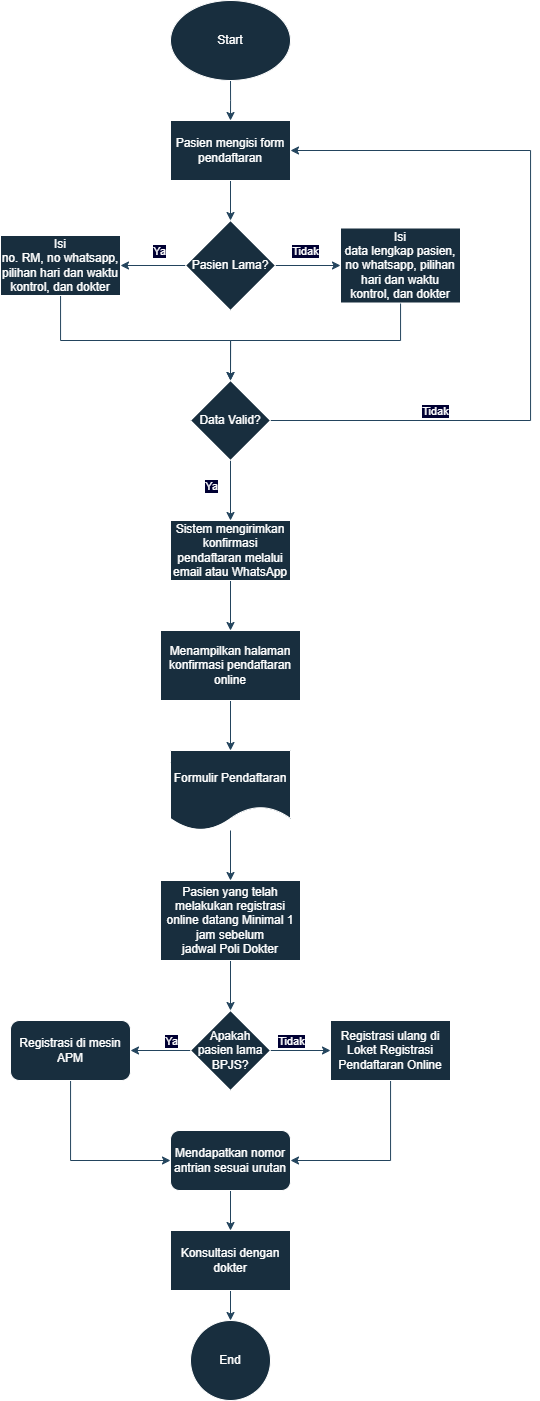 Start
Pasien mengisi form
pendaftaran
Isi
no. RM, no whatsapp,
pilihan hari dan waktu
kontrol, dan dokter
Ya
Pasien Lama?
Tidak
Isi
data lengkap pasien,
no whatsapp, pilihan
hari dan waktu
kontrol, dan dokter
Data Valid?
Tidak
Ya
Sistem mengirimkan
konfirmasi
pendaftaran melalui
email atau WhatsApp
Menampilkan halaman
konfirmasi pendaftaran
online
Formulir Pendaftaran
Pasien yang telah
melakukan registrasi
online datang Minimal 1
jam sebelum
jadwal Poli Dokter
Registrasi di mesin
APM
Ya
Apakah
pasien lama
BPJS?
Tidak
Registrasi ulang di
Loket Registrasi
Pendaftaran Online
Mendapatkan nomor
antrian sesuai urutan
Konsultasi dengan
dokter
End